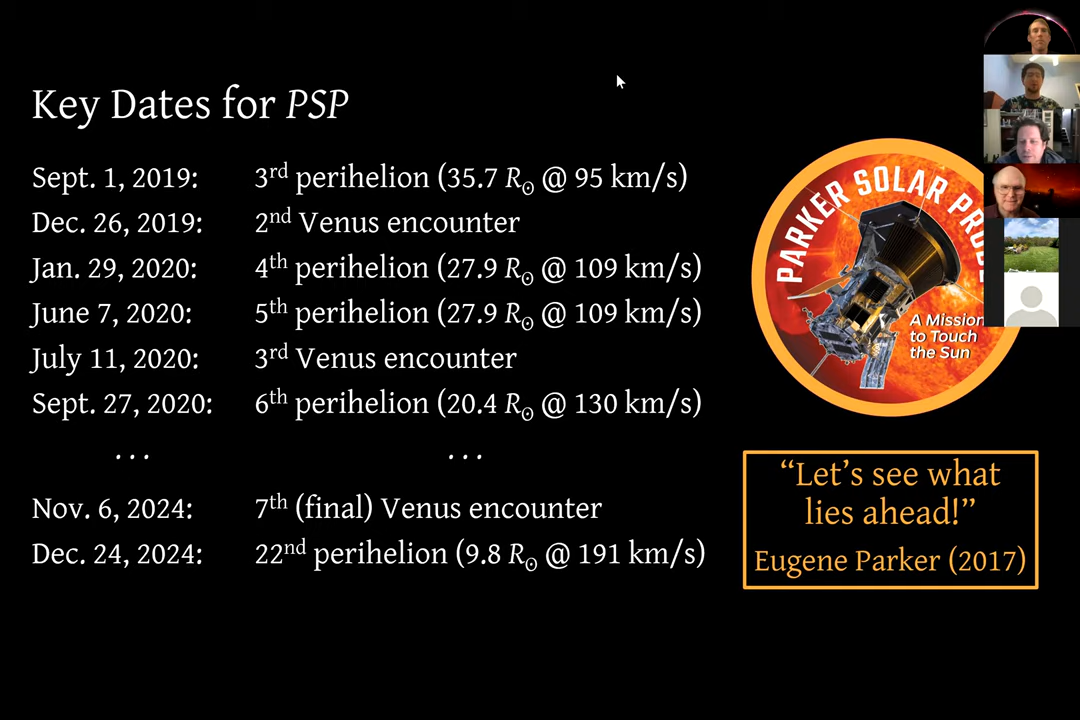 Key Dates for PSP
Sept. 1, 2019: 3rd perihelion (35.7 R⊙ @ 95 km/s)
Dec. 26, 2019: 2nd Venus encounter
Jan. 29, 2020: 4th perihelion (27.9 R⊙ @ 109 km/s)
June 7, 2020: 5th perihelion (27.9 R⊙ @ 109 km/s)
July 11, 2020: 3rd Venus encounter
Sept. 27, 2020: 6th perihelion (20.4 R⊙ @ 130 km/s)
... ...
Nov. 6, 2024: 7th (final) Venus encounter
Dec. 24, 2024: 22nd perihelion (9.8 R⊙ @ 191 km/s)
PARKER SOLAR
A Mission
to Touch
the Sun
“Let’s see what
lies ahead!”
Eugene Parker (2017)